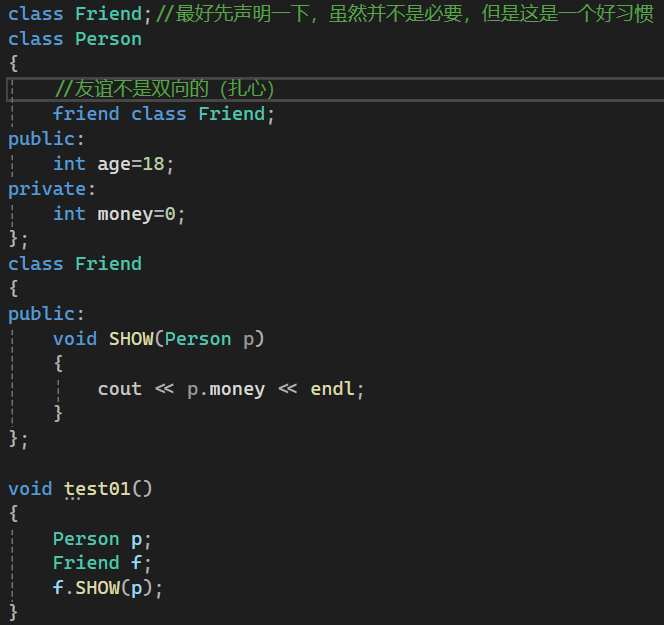 class Friend;//最好先声明一下，虽然并不是必要，但是这是一个好习惯
class Person
{
    //友谊不是双向的（扎心）
    friend class Friend;
public:
    int age=18;
private:
    int money=0;
};
class Friend
{
public:
    void SHOW(Person p)
    {
        cout << p.money << endl;
    }
};

void test01()
{
    Person p;
    Friend f;
    f.SHOW(p);
}